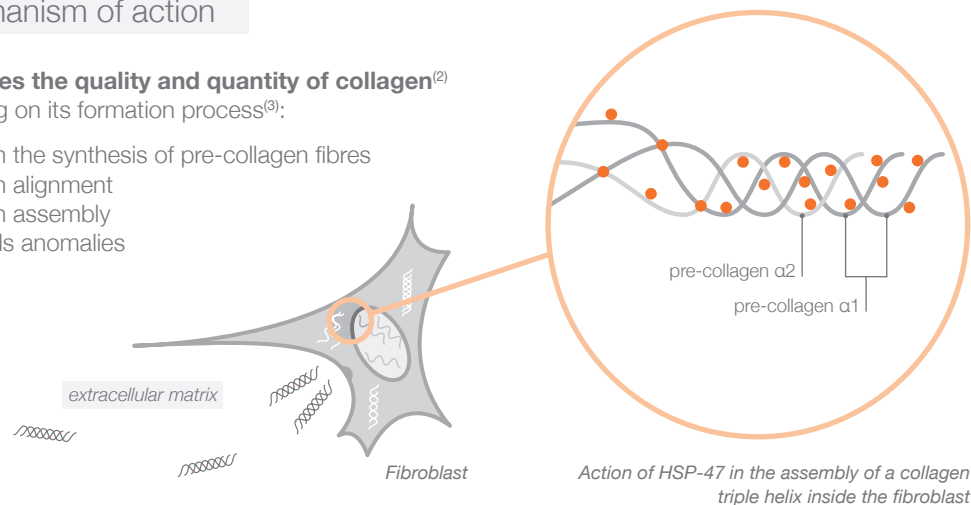 anism of action
es the quality and quantity of collagen(2)
g on its formation process(3):
n the synthesis of pre-collagen fibres
n alignment
n assembly
ls anomalies
pre-collagen α2
pre-collagen α1
extracellular matrix
Fibroblast
Action of HSP-47 in the assembly of a collagen
triple helix inside the fibroblast